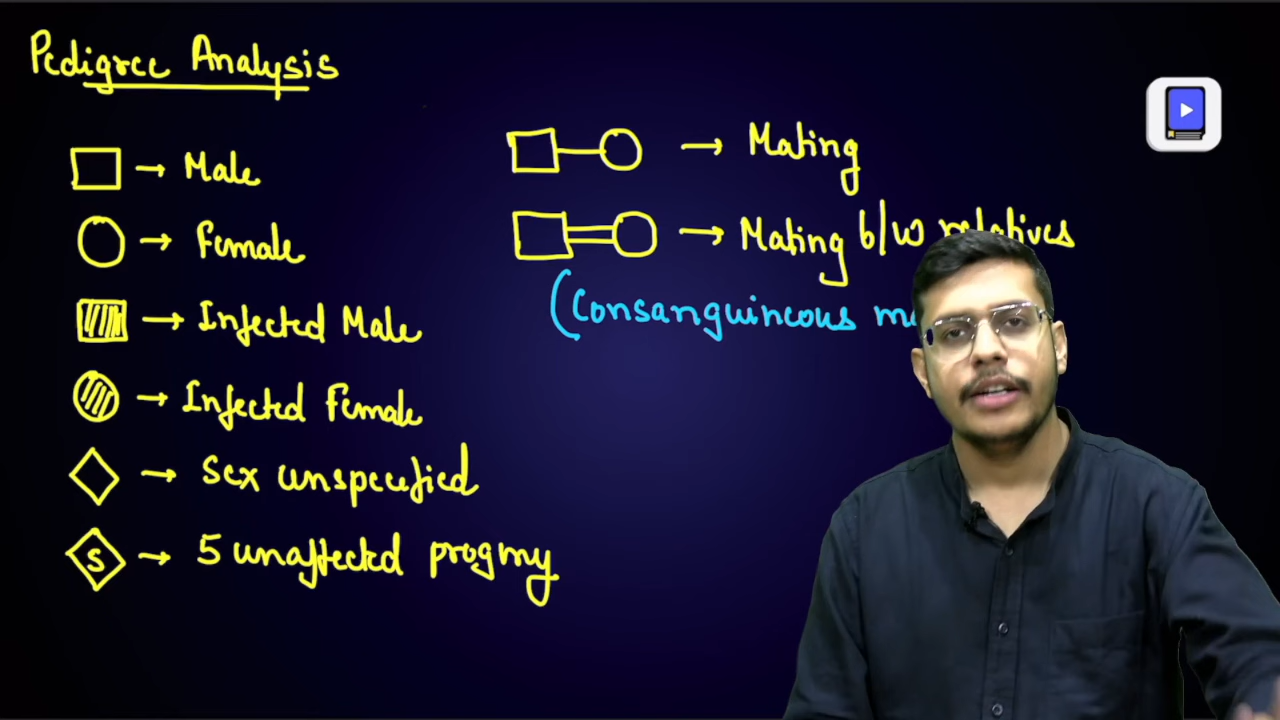 Pedigree Analysis
→ Male
→ Female
→ Infected Male
→ Infected Female
→ Sex unspecified
5 → 5 unaffected progeny
→ Mating
→ Mating b/w relatives
(Consanguineous